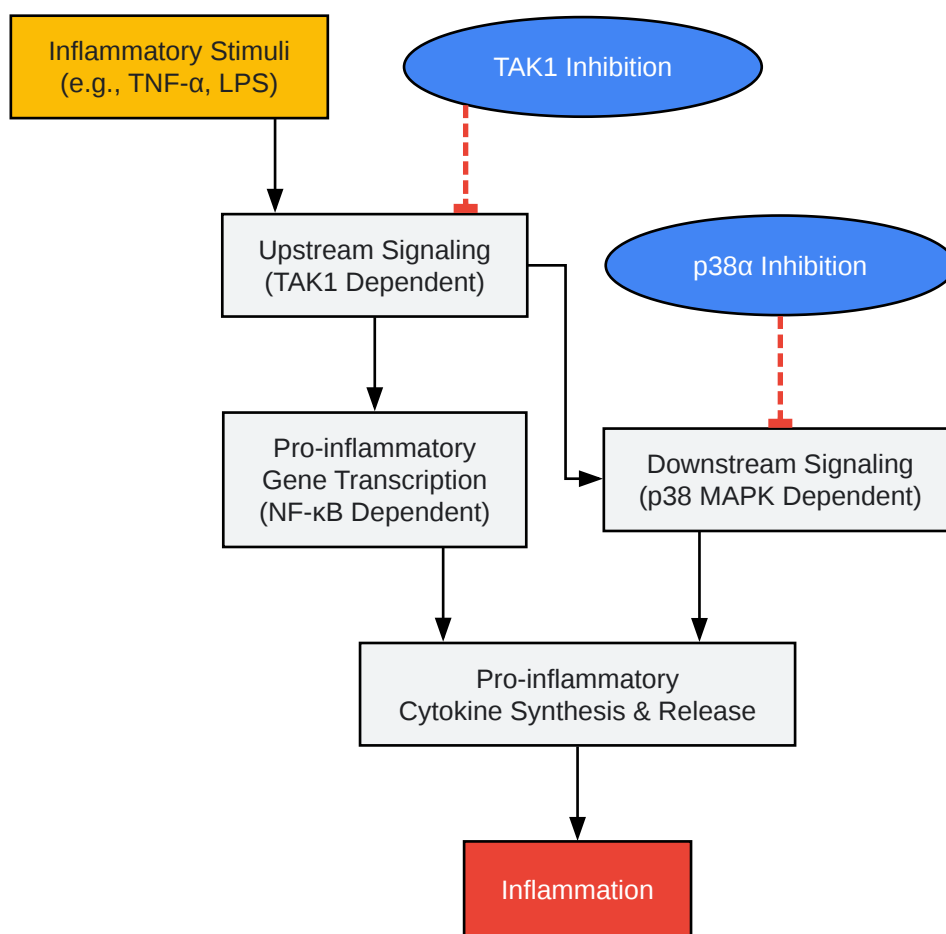 Inflammatory Stimuli
(e.g., TNF-α, LPS)
TAK1 Inhibition
Upstream Signaling
(TAK1 Dependent)
p38α Inhibition
Pro-inflammatory
Gene Transcription
(NF-κB Dependent)
Downstream Signaling
(p38 MAPK Dependent)
Pro-inflammatory
Cytokine Synthesis & Release
Inflammation